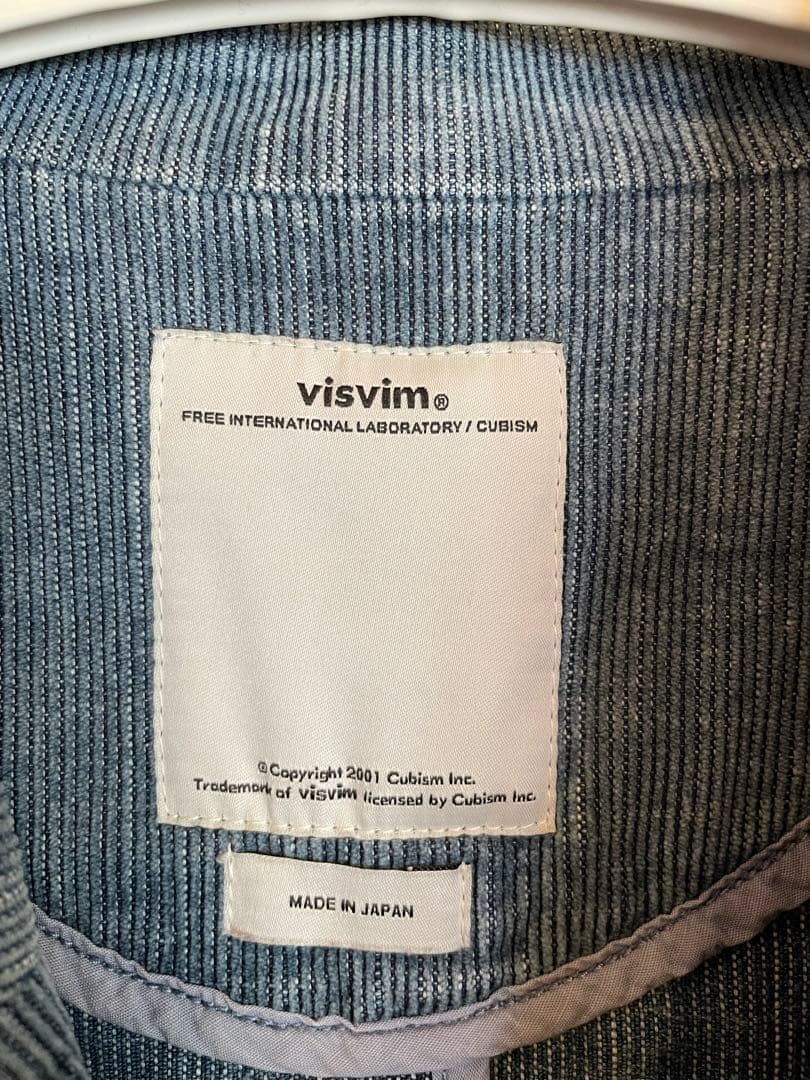 visvim®
FREE INTERNATIONAL LABORATORY / CUBISM
©Copyright 2001 Cubism Inc.
Trademark of visvim licensed by Cubism Inc.
MADE IN JAPAN